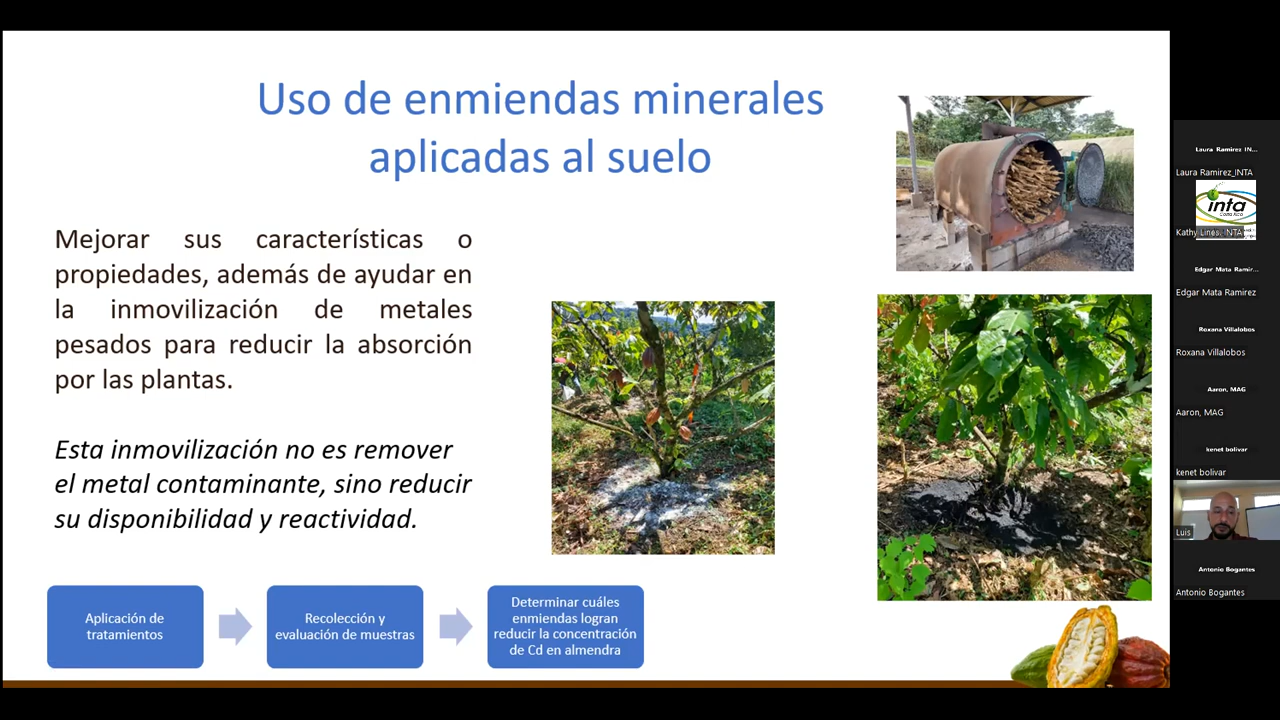 Uso de enmiendas minerales
aplicadas al suelo
Mejorar sus características o
propiedades, además de ayudar en
la inmovilización de metales
pesados para reducir la absorción
por las plantas.
Esta inmovilización no es remover
el metal contaminante, sino reducir
su disponibilidad y reactividad.
Aplicación de
tratamientos
Recolección y
evaluación de muestras
Determinar cuáles
enmiendas logran
reducir la concentración
de Cd en almendra
Laura Ramirez IN...
Laura Ramirez_INTA
inta
Costa Rica
Kathy Lines, INTA
Edgar Mata Ramir...
Edgar Mata Ramirez
Roxana Villalobos
Roxana Villalobos
Aaron, MAG
Aaron, MAG
kenet bolivar
kenet bolivar
Luis
Antonio Bogantes
Antonio Bogantes